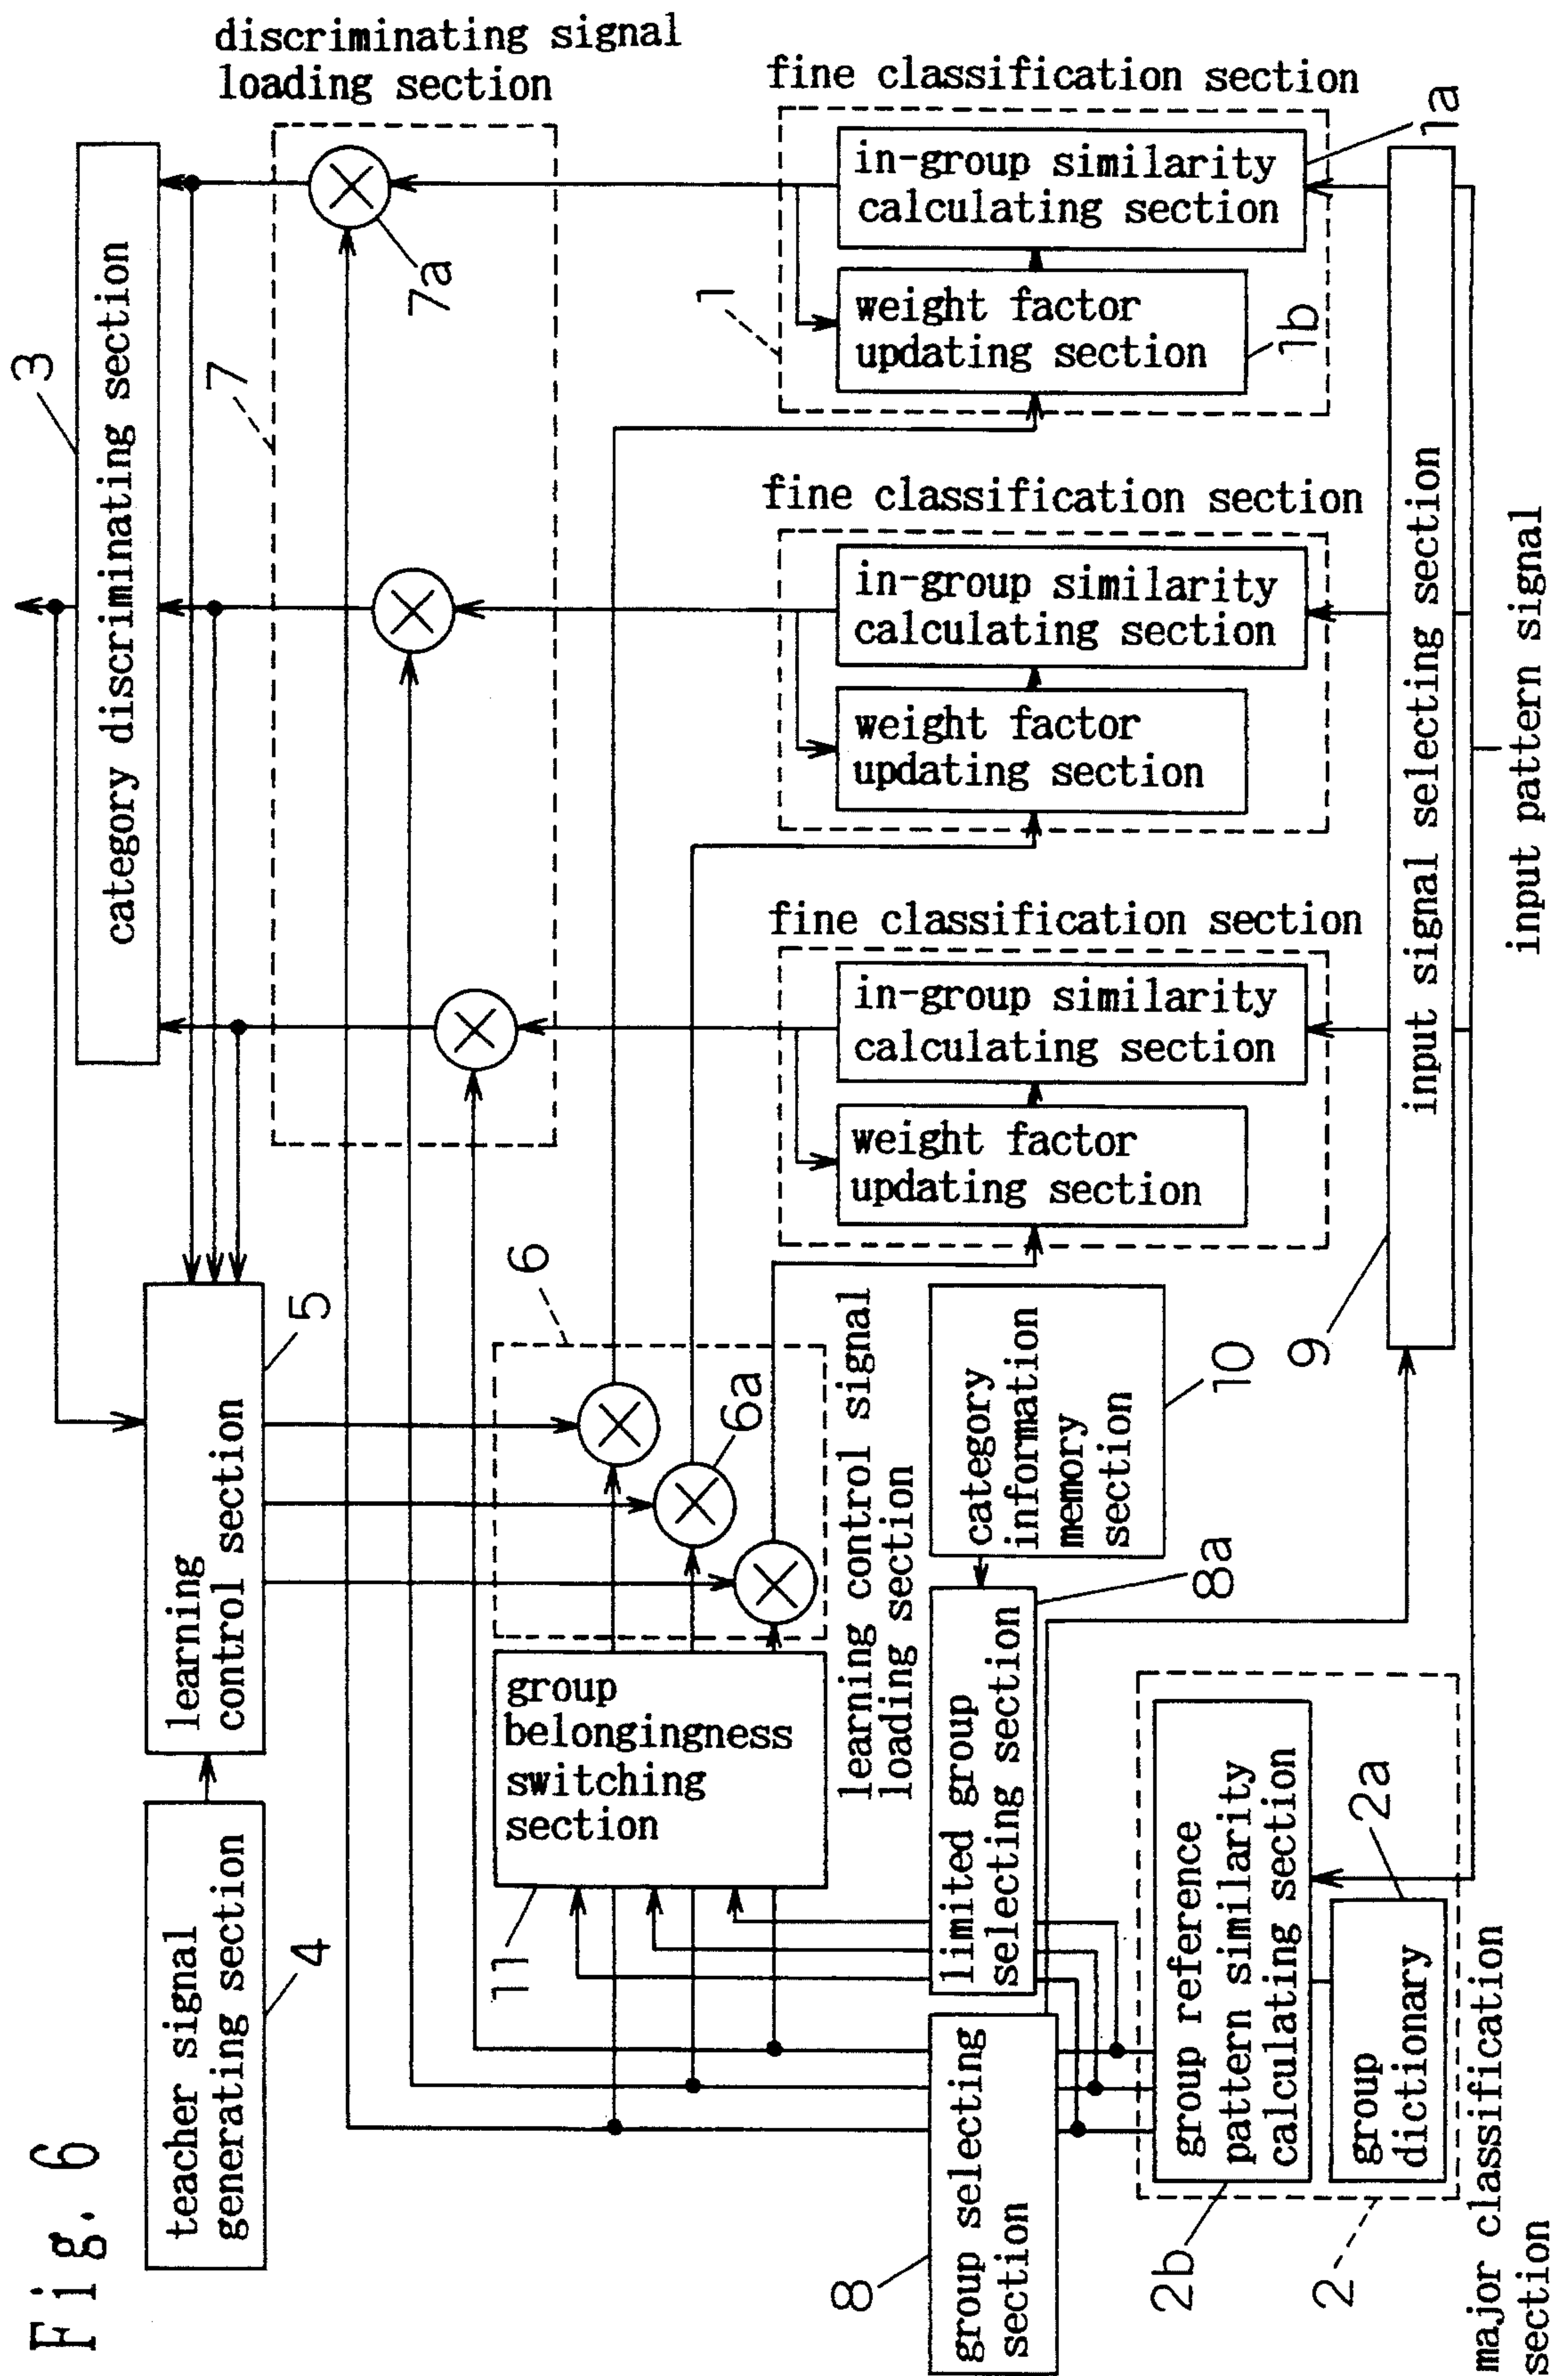 Fig. 6
3
category discriminating section
discriminating signal
loading section
7
7a
teacher signal
generating section
4
learning
control section
5
group
belongingness
switching
section
11
6
6a
learning control signal
loading section
fine classification section
in-group similarity
calculating section
weight factor
updating section
fine classification section
in-group similarity
calculating section
weight factor
updating section
fine classification section
1
in-group similarity
calculating section
1a
weight factor
updating section
1b
group selecting
section
8
limited group
selecting section
8a
category
information
memory
section
10
input signal selecting section
9
input pattern signal
group reference
pattern similarity
calculating section
2b
group
dictionary
2a
2
major classification
section